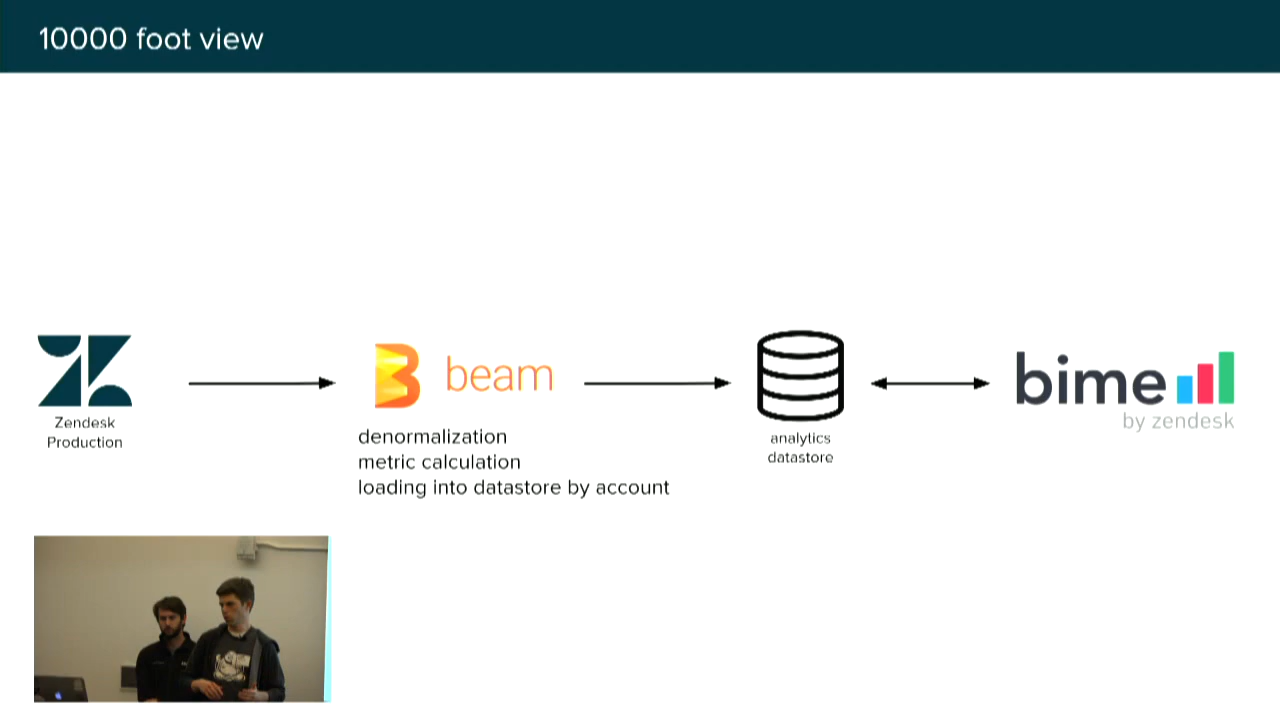 10000 foot view
Zendesk
Production
beam
denormalization
metric calculation
loading into datastore by account
analytics
datastore
bime
by zendesk